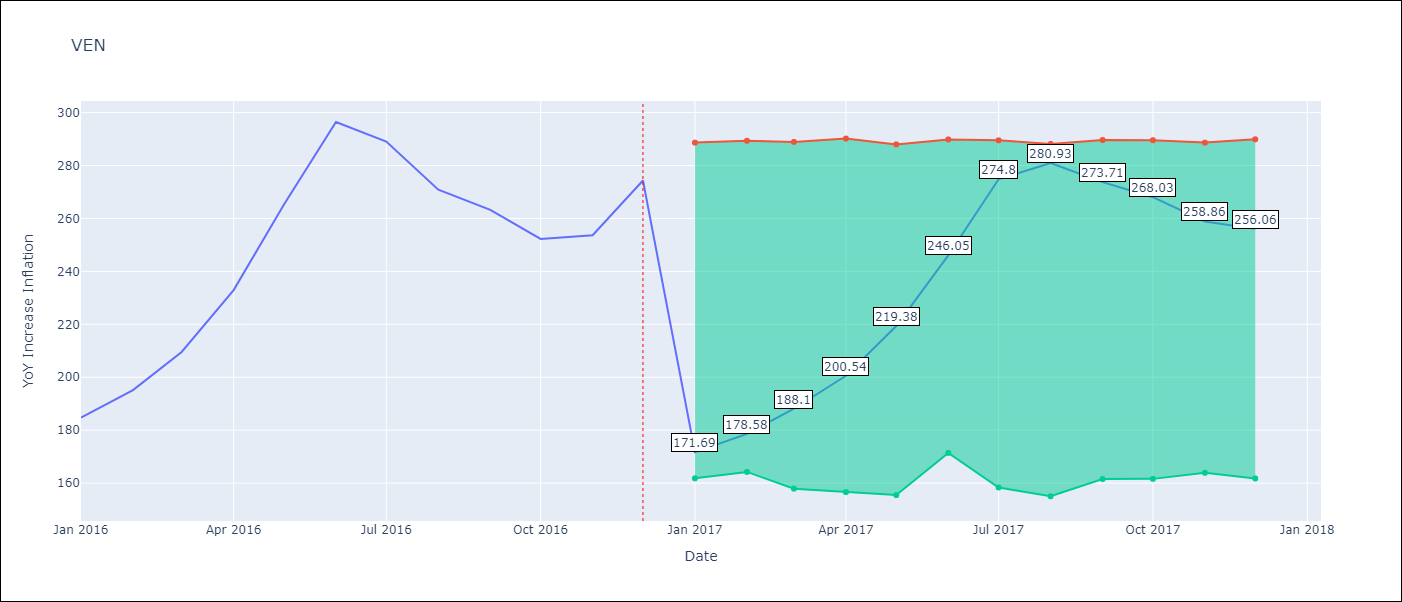 VEN
300
280
260
240
220
200
180
160
YoY Increase Inflation
171.69
178.58
188.1
200.54
219.38
246.05
274.8
280.93
273.71
268.03
258.86
256.06
Jan 2016
Apr 2016
Jul 2016
Oct 2016
Jan 2017
Apr 2017
Jul 2017
Oct 2017
Jan 2018
Date